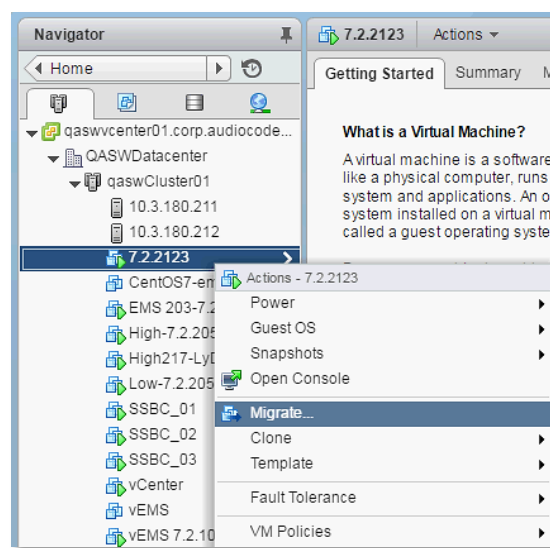 Navigator
Home
qaswvcenter01.corp.audiocode...
QASWDatacenter
qaswCluster01
10.3.180.211
10.3.180.212
7.2.2123
CentOS7-em
EMS 203-7.2
High-7.2.205
High217-LyD
Low-7.2.205
SSBC_01
SSBC_02
SSBC_03
vCenter
vEMS
vEMS 7.2.10
7.2.2123 Actions
Getting Started Summary M
What is a Virtual Machine?
A virtual machine is a software
like a physical computer, runs
system and applications. An o
system installed on a virtual m
called a guest operating syste
Actions - 7.2.2123
Power
Guest OS
Snapshots
Open Console
Migrate...
Clone
Template
Fault Tolerance
VM Policies